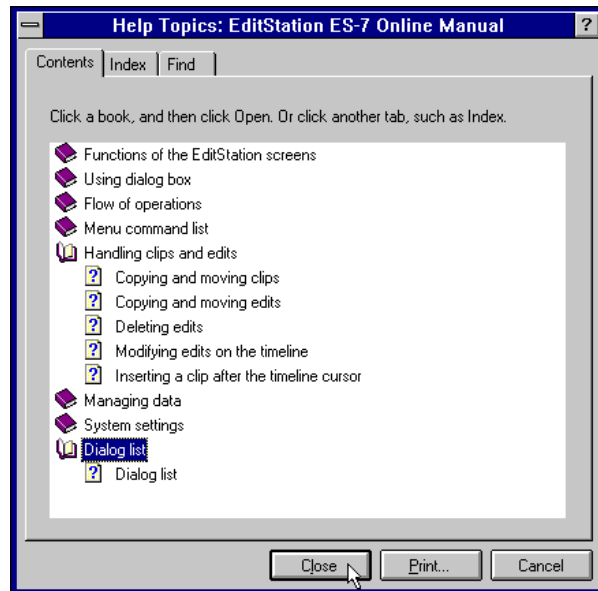 Help Topics: EditStation ES-7 Online Manual ?
Contents Index Find
Click a book, and then click Open. Or click another tab, such as Index.
Functions of the EditStation screens
Using dialog box
Flow of operations
Menu command list
Handling clips and edits
? Copying and moving clips
? Copying and moving edits
? Deleting edits
? Modifying edits on the timeline
? Inserting a clip after the timeline cursor
Managing data
System settings
Dialog list
? Dialog list
Close Print... Cancel